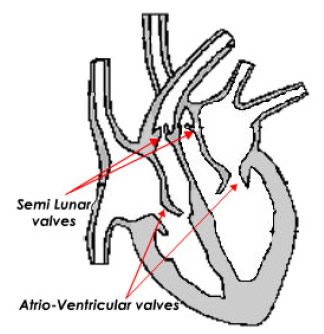 Semi Lunar
valves
Atrio-Ventricular valves